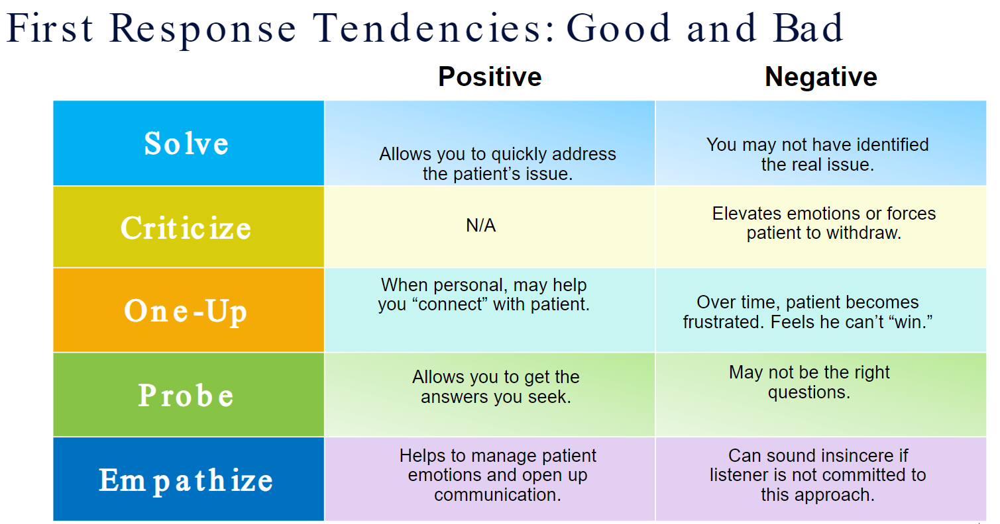 First Response Tendencies: Good and Bad
Positive
Negative
Solve
Allows you to quickly address
the patient’s issue.
You may not have identified
the real issue.
Criticize
N/A
Elevates emotions or forces
patient to withdraw.
One-Up
When personal, may help
you “connect” with patient.
Over time, patient becomes
frustrated. Feels he can’t “win.”
Probe
Allows you to get the
answers you seek.
May not be the right
questions.
Empathize
Helps to manage patient
emotions and open up
communication.
Can sound insincere if
listener is not committed to
this approach.